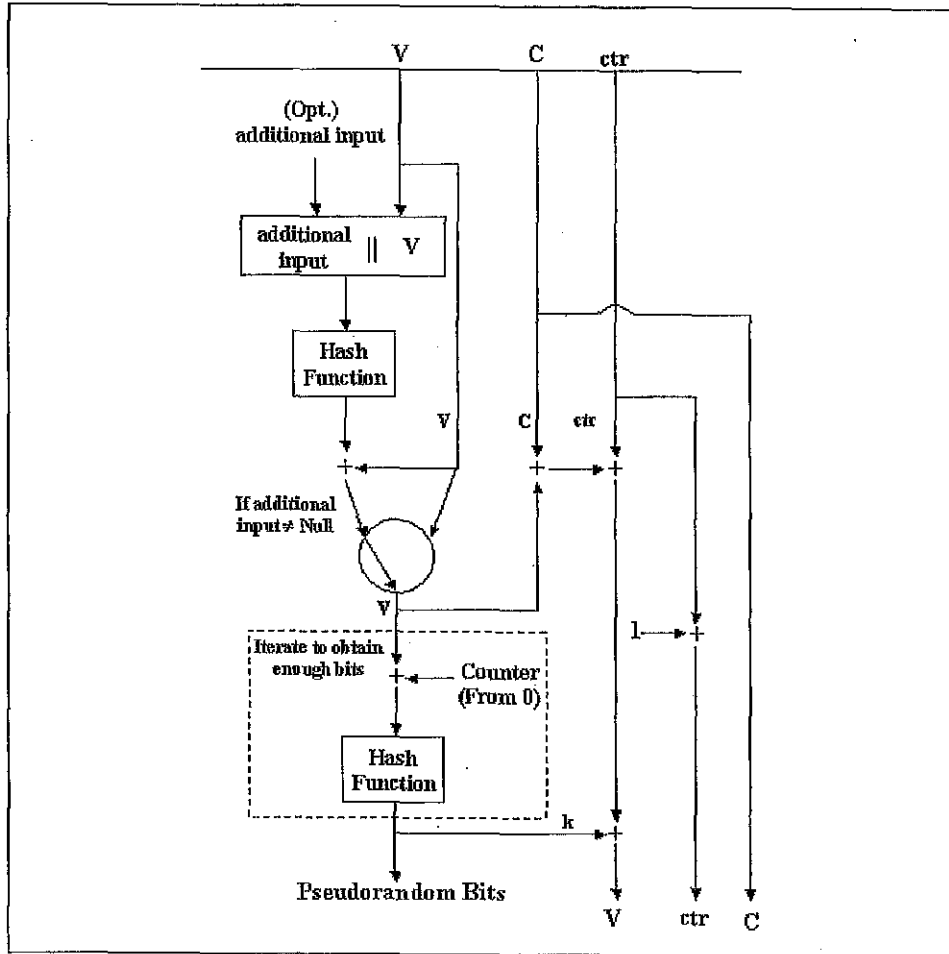 V C ctr
(Opt.)
additional input
additional
input || V
Hash
Function
V C ctr
+ + +
If additional
input ≠ Null
V
1 +
Iterate to obtain
enough bits
+ Counter
(From 0)
Hash
Function
k
+
Pseudorandom Bits
V ctr C